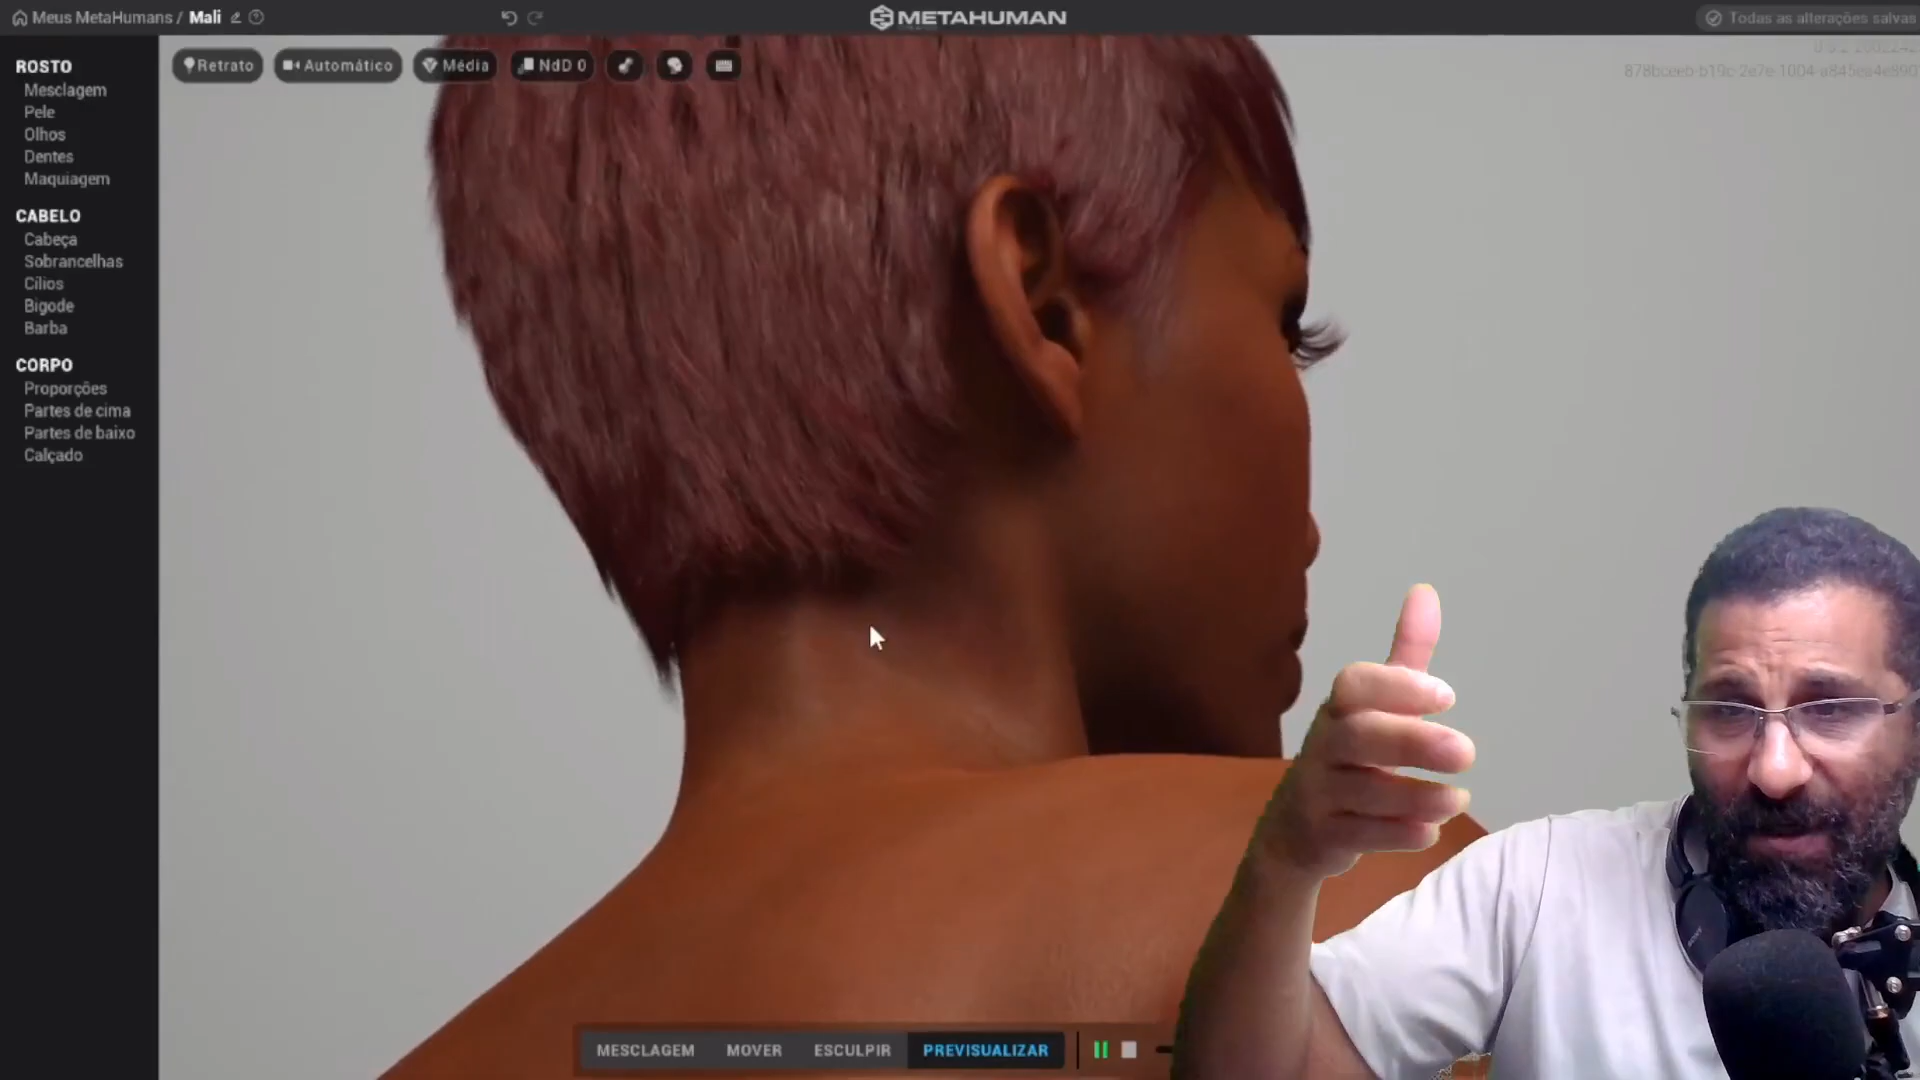 Meus MetaHumans / Mali
METAHUMAN
Todas as alterações salvas
Retrato
Automático
Média
NdD 0
ROSTO
Mesclagem
Pele
Olhos
Dentes
Maquiagem
CABELO
Cabeça
Sobrancelhas
Cílios
Bigode
Barba
CORPO
Proporções
Partes de cima
Partes de baixo
Calçado
MESCLAGEM
MOVER
ESCULPIR
PREVISUALIZAR